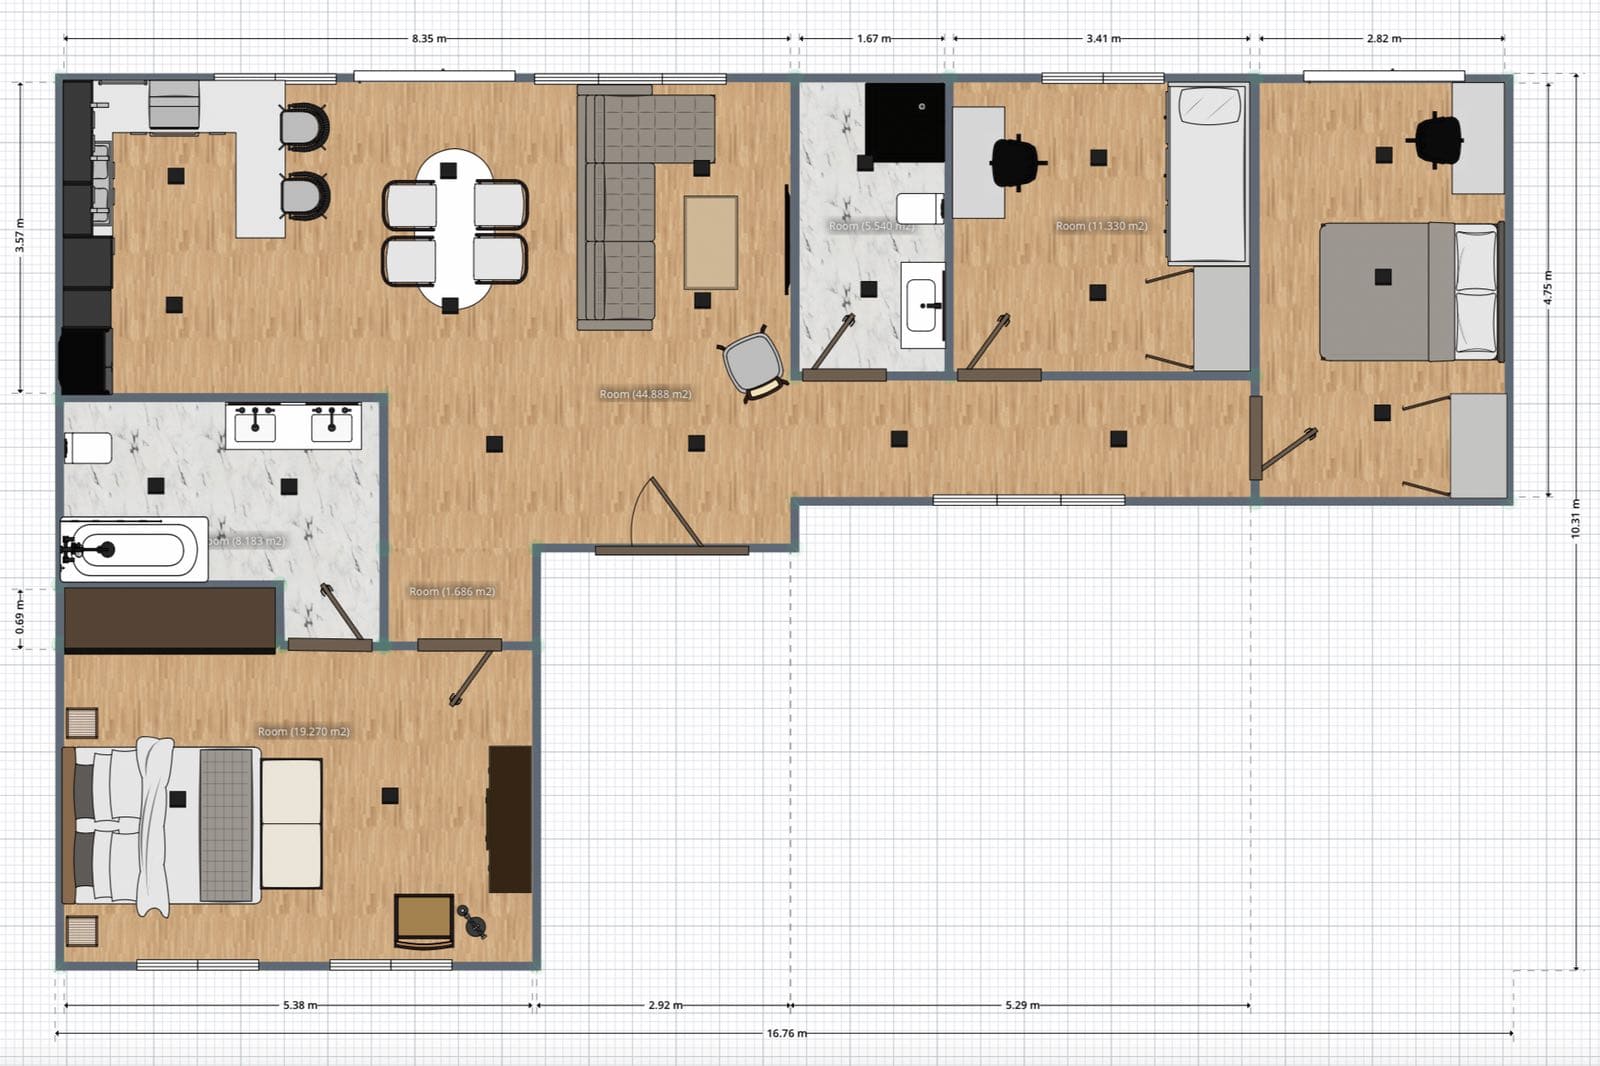 8.35 m
1.67 m
3.41 m
2.82 m
3.57 m
Room (5.540 m2)
Room (11.330 m2)
4.75 m
Room (44.888 m2)
10.31 m
oom (8.183 m2)
Room (1.686 m2)
0.69 m
Room (19.270 m2)
5.38 m
2.92 m
5.29 m
16.76 m